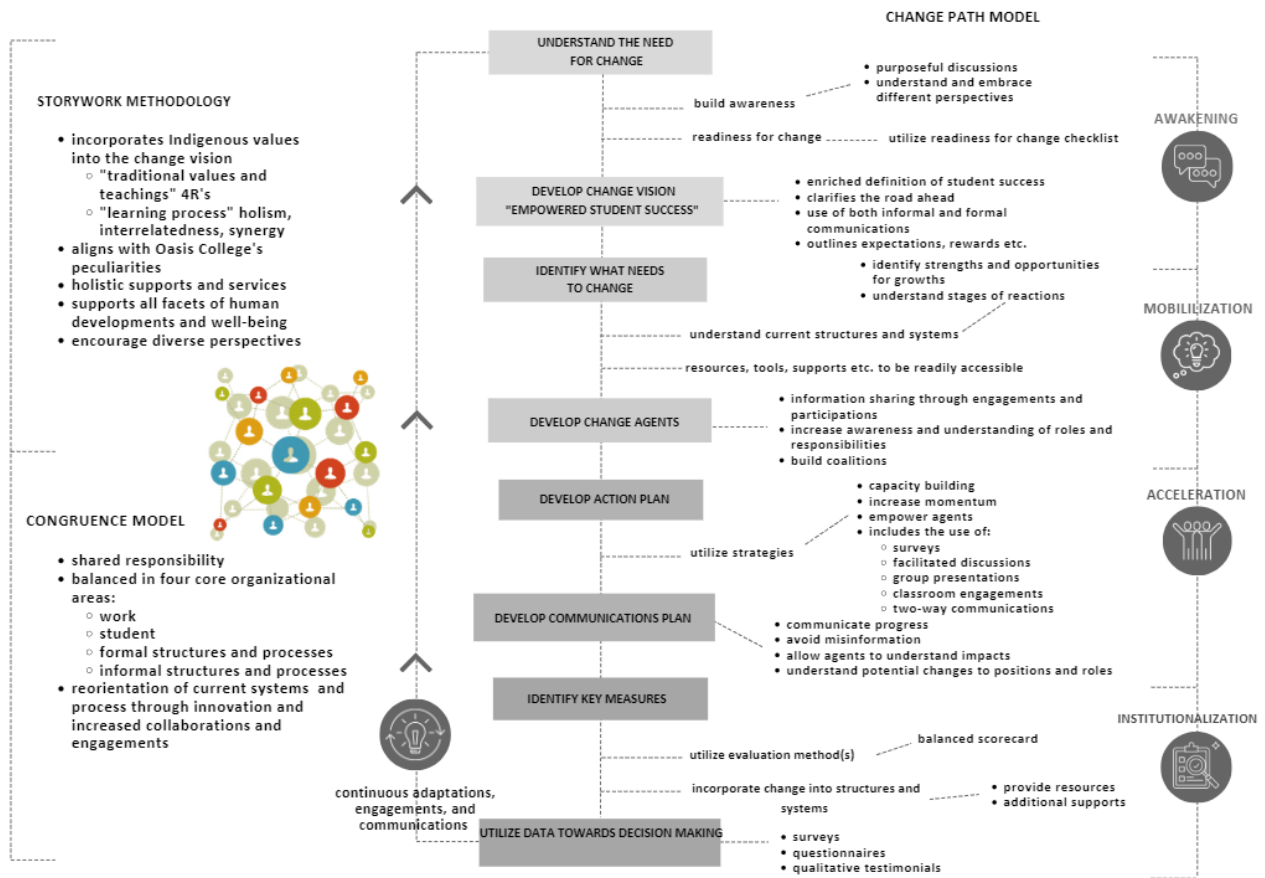 CHANGE PATH MODEL
UNDERSTAND THE NEED
FOR CHANGE
• purposeful discussions
• understand and embrace
different perspectives
build awareness
readiness for change
utilize readiness for change checklist
AWAKENING
STORYWORK METHODOLOGY
• incorporates Indigenous values
into the change vision
○ "traditional values and
teachings" 4R's
○ "learning process" holism,
interrelatedness, synergy
• aligns with Oasis College's
peculiarities
• holistic supports and services
• supports all facets of human
developments and well-being
• encourage diverse perspectives
DEVELOP CHANGE VISION
"EMPOWERED STUDENT SUCCESS"
• enriched definition of student success
• clarifies the road ahead
• use of both informal and formal
communications
• outlines expectations, rewards etc.
IDENTIFY WHAT NEEDS
TO CHANGE
• identify strengths and opportunities
for growths
• understand stages of reactions
understand current structures and systems
resources, tools, supports etc. to be readily accessible
MOBILILIZATION
DEVELOP CHANGE AGENTS
• information sharing through engagements and
participations
• increase awareness and understanding of roles and
responsibilities
• build coalitions
DEVELOP ACTION PLAN
• capacity building
• increase momentum
• empower agents
• includes the use of:
○ surveys
○ facilitated discussions
○ group presentations
○ classroom engagements
○ two-way communications
utilize strategies
ACCELERATION
CONGRUENCE MODEL
• shared responsibility
• balanced in four core organizational
areas:
○ work
○ student
○ formal structures and processes
○ informal structures and processes
• reorientation of current systems and
process through innovation and
increased collaborations and
engagements
DEVELOP COMMUNICATIONS PLAN
• communicate progress
• avoid misinformation
• allow agents to understand impacts
• understand potential changes to positions and roles
IDENTIFY KEY MEASURES
utilize evaluation method(s)
• balanced scorecard
incorporate change into structures and
systems
• provide resources
• additional supports
INSTITUTIONALIZATION
continuous adaptations,
engagements, and
communications
UTILIZE DATA TOWARDS DECISION MAKING
• surveys
• questionnaires
• qualitative testimonials